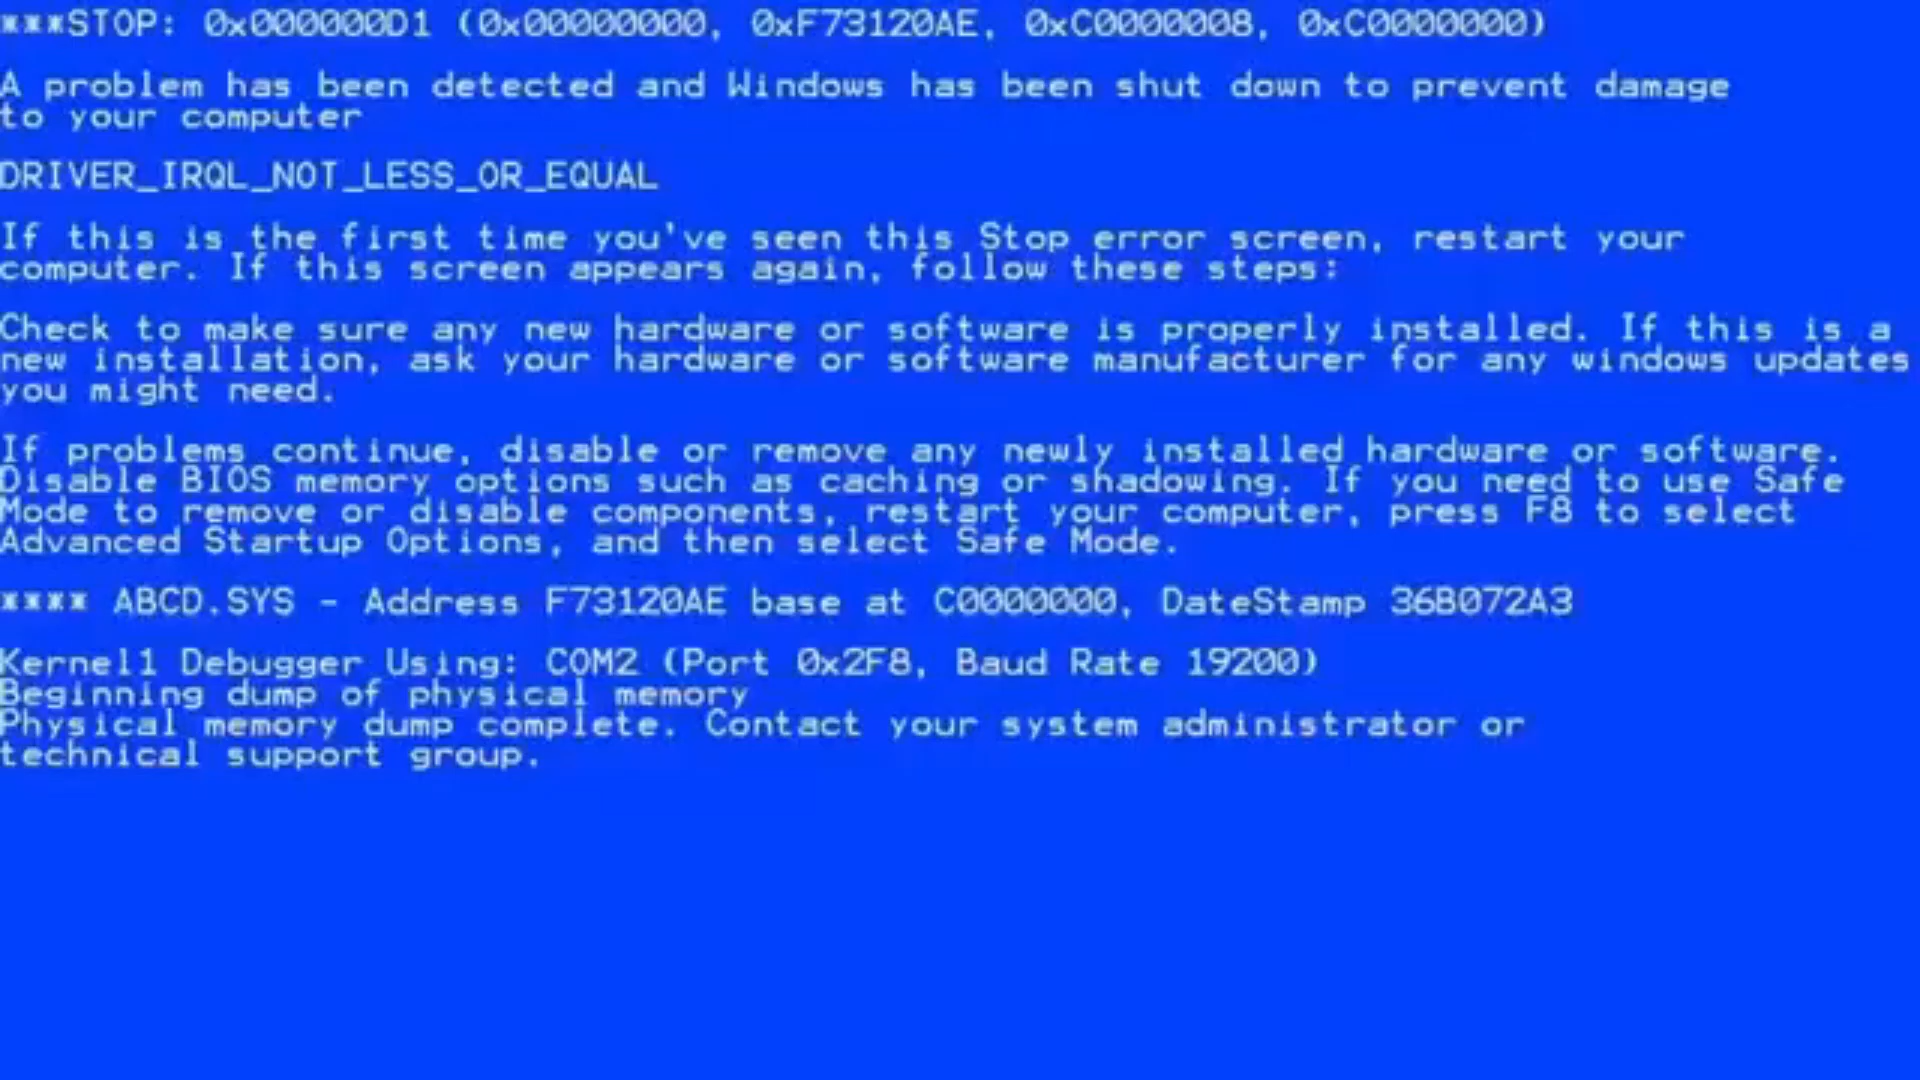 ***STOP: 0x000000D1 (0x00000000, 0xF73120AE, 0xC0000008, 0xC0000000)
A problem has been detected and Windows has been shut down to prevent damage
to your computer
DRIVER_IRQL_NOT_LESS_OR_EQUAL
If this is the first time you've seen this Stop error screen, restart your
computer. If this screen appears again, follow these steps:
Check to make sure any new hardware or software is properly installed. If this is a
new installation, ask your hardware or software manufacturer for any windows updates
you might need.
If problems continue, disable or remove any newly installed hardware or software.
Disable BIOS memory options such as caching or shadowing. If you need to use Safe
Mode to remove or disable components, restart your computer, press F8 to select
Advanced Startup Options, and then select Safe Mode.
**** ABCD.SYS - Address F73120AE base at C0000000, DateStamp 36B072A3
Kernel1 Debugger Using: COM2 (Port 0x2F8, Baud Rate 19200)
Beginning dump of physical memory
Physical memory dump complete. Contact your system administrator or
technical support group.